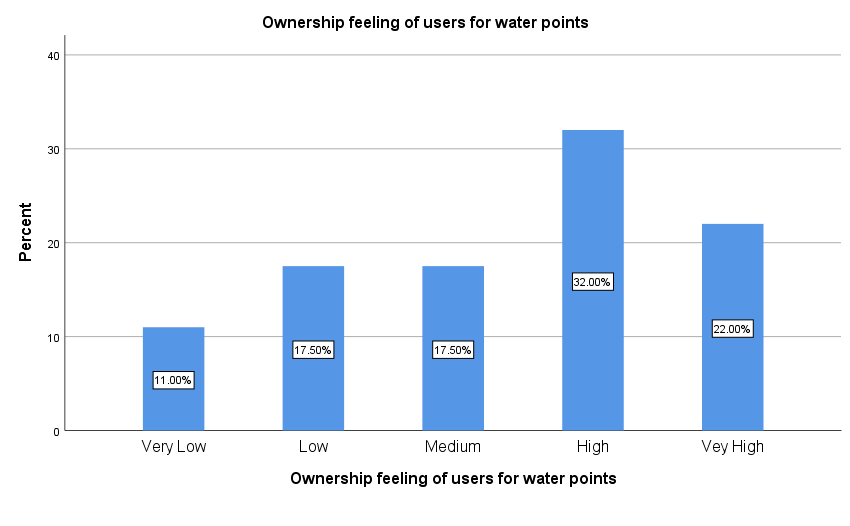 Ownership feeling of users for water points
Percent
40
30
20
10
0
11.00%
17.50%
17.50%
32.00%
22.00%
Very Low
Low
Medium
High
Vey High
Ownership feeling of users for water points